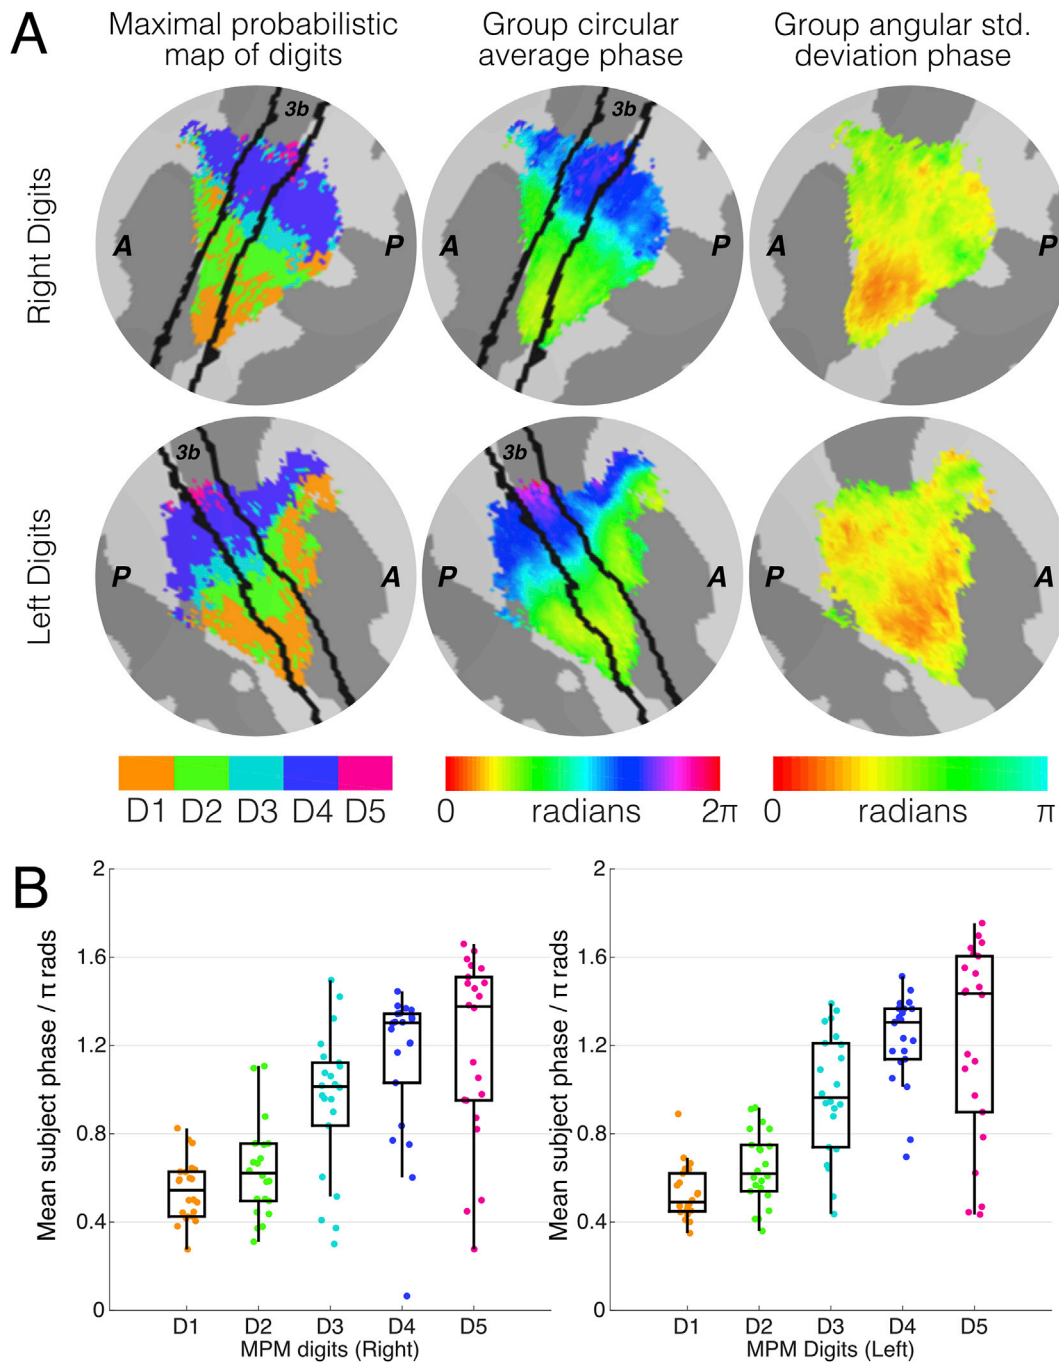 A
Maximal probabilistic
map of digits
Group circular
average phase
Group angular std.
deviation phase
Right Digits
3b
A
P
3b
A
P
Left Digits
3b
P
A
3b
P
A
D1 D2 D3 D4 D5
0 radians 2π
0 radians π
B
Mean subject phase / π rads
2
1.6
1.2
0.8
0.4
0
D1 D2 D3 D4 D5
MPM digits (Right)
Mean subject phase / π rads
2
1.6
1.2
0.8
0.4
0
D1 D2 D3 D4 D5
MPM Digits (Left)